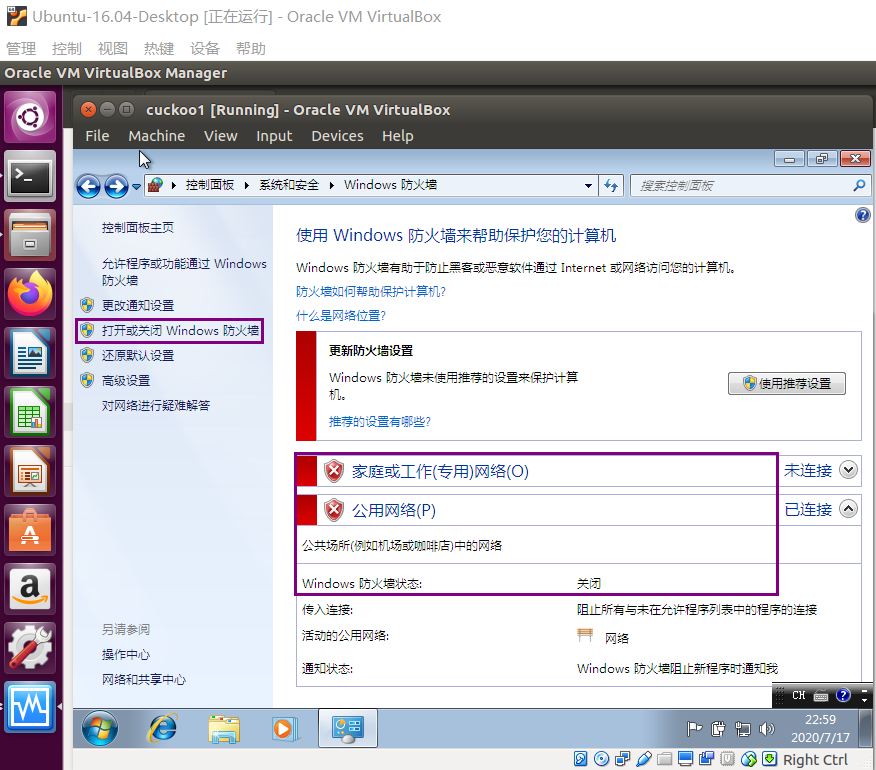 Ubuntu-16.04-Desktop [正在运行] - Oracle VM VirtualBox
管理 控制 视图 热键 设备 帮助
Oracle VM VirtualBox Manager
cuckoo1 [Running] - Oracle VM VirtualBox
File Machine View Input Devices Help
控制面板 系统和安全 Windows 防火墙
搜索控制面板
控制面板主页
允许程序或功能通过 Windows
防火墙
更改通知设置
打开或关闭 Windows 防火墙
还原默认设置
高级设置
对网络进行疑难解答
另请参阅
操作中心
网络和共享中心
使用 Windows 防火墙来帮助保护您的计算机
Windows 防火墙有助于防止黑客或恶意软件通过 Internet 或网络访问您的计算机。
防火墙如何帮助保护计算机?
什么是网络位置?
更新防火墙设置
Windows 防火墙未使用推荐的设置来保护计算
机。
推荐的设置有哪些?
使用推荐设置
家庭或工作(专用)网络(O) 未连接
公用网络(P) 已连接
公共场所(例如机场或咖啡店)中的网络
Windows 防火墙状态: 关闭
传入连接: 阻止所有与未在允许程序列表中的程序的连接
活动的公用网络: 网络
通知状态: Windows 防火墙阻止新程序时通知我
CH
22:59
2020/7/17
Right Ctrl